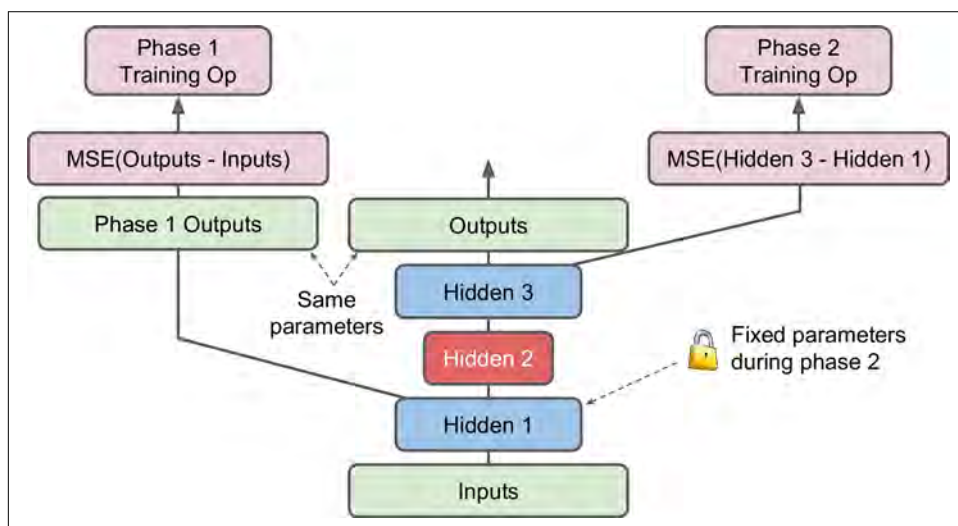 Phase 1
Training Op
Phase 2
Training Op
MSE(Outputs - Inputs)
MSE(Hidden 3 - Hidden 1)
Phase 1 Outputs
Outputs
Same
parameters
Hidden 3
Hidden 2
Fixed parameters
during phase 2
Hidden 1
Inputs